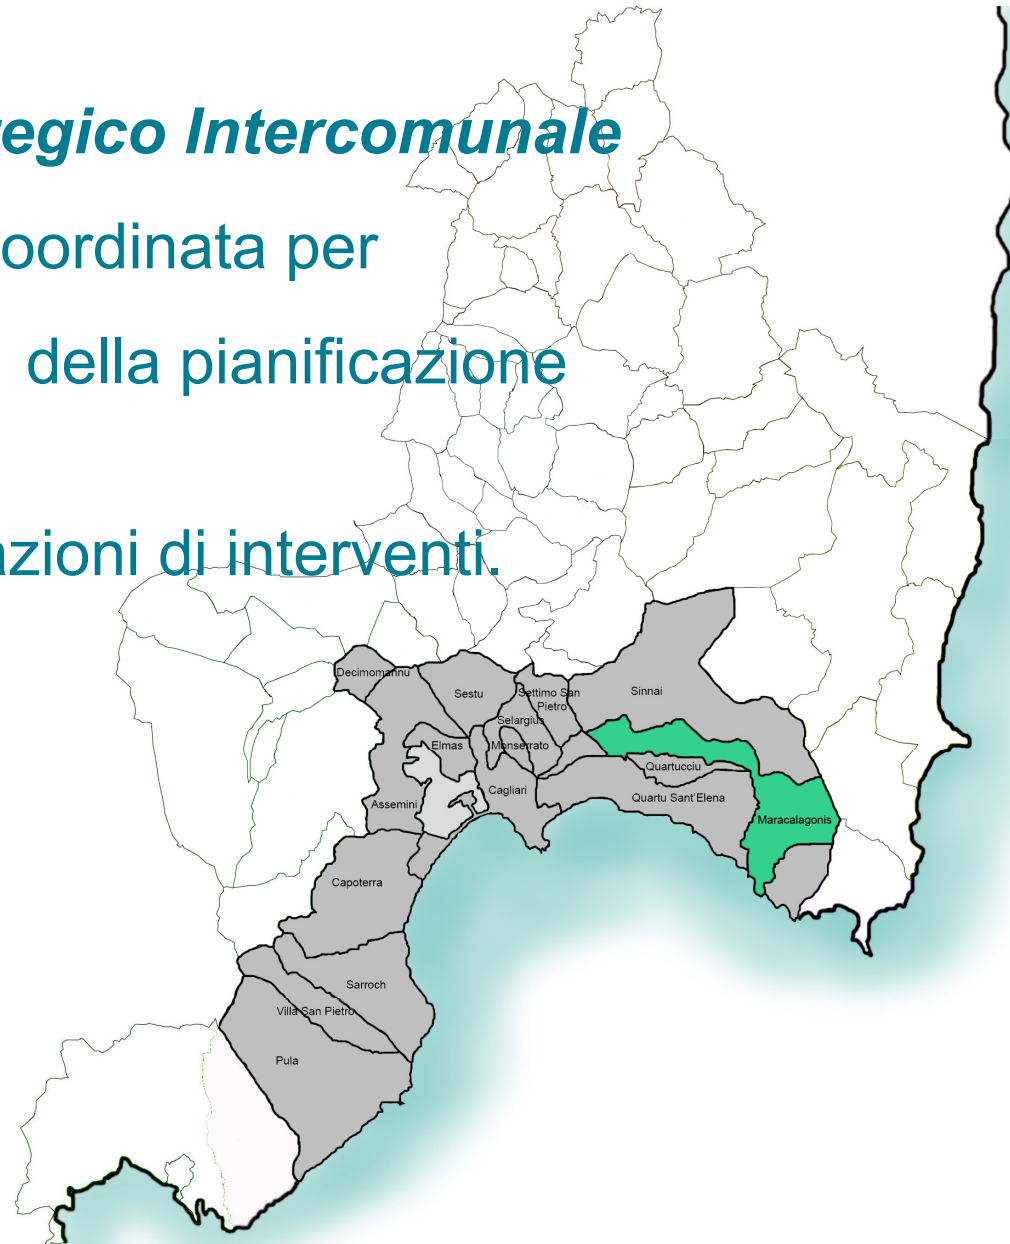 regico Intercomunale
oordinata per
della pianificazione
azioni di interventi.
Decimomannu
Sestu
Settimo San
Pietro
Sinnai
Selargius
Elmas
Monserrato
Quartucciu
Cagliari
Quartu Sant'Elena
Assemini
Maracalagonis
Capoterra
Sarroch
Villa San Pietro
Pula